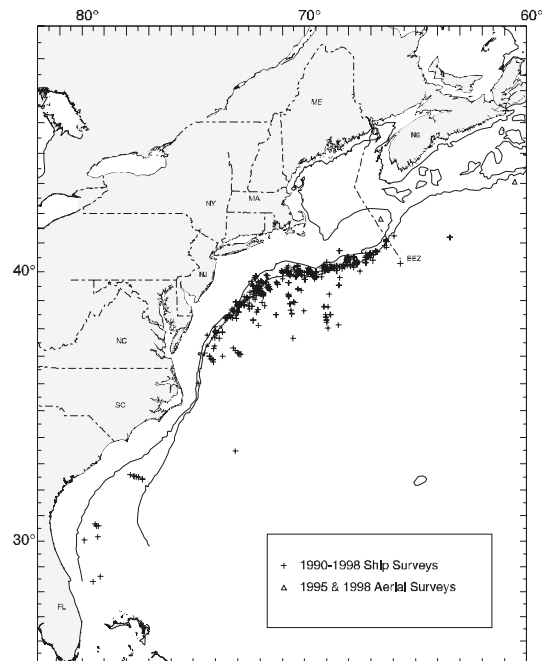 80° 70° 60°
ME
NS
NY MA
NJ
40°
EEZ
NC
SC
30°
+ 1990-1998 Ship Surveys
△ 1995 & 1998 Aerial Surveys
FL